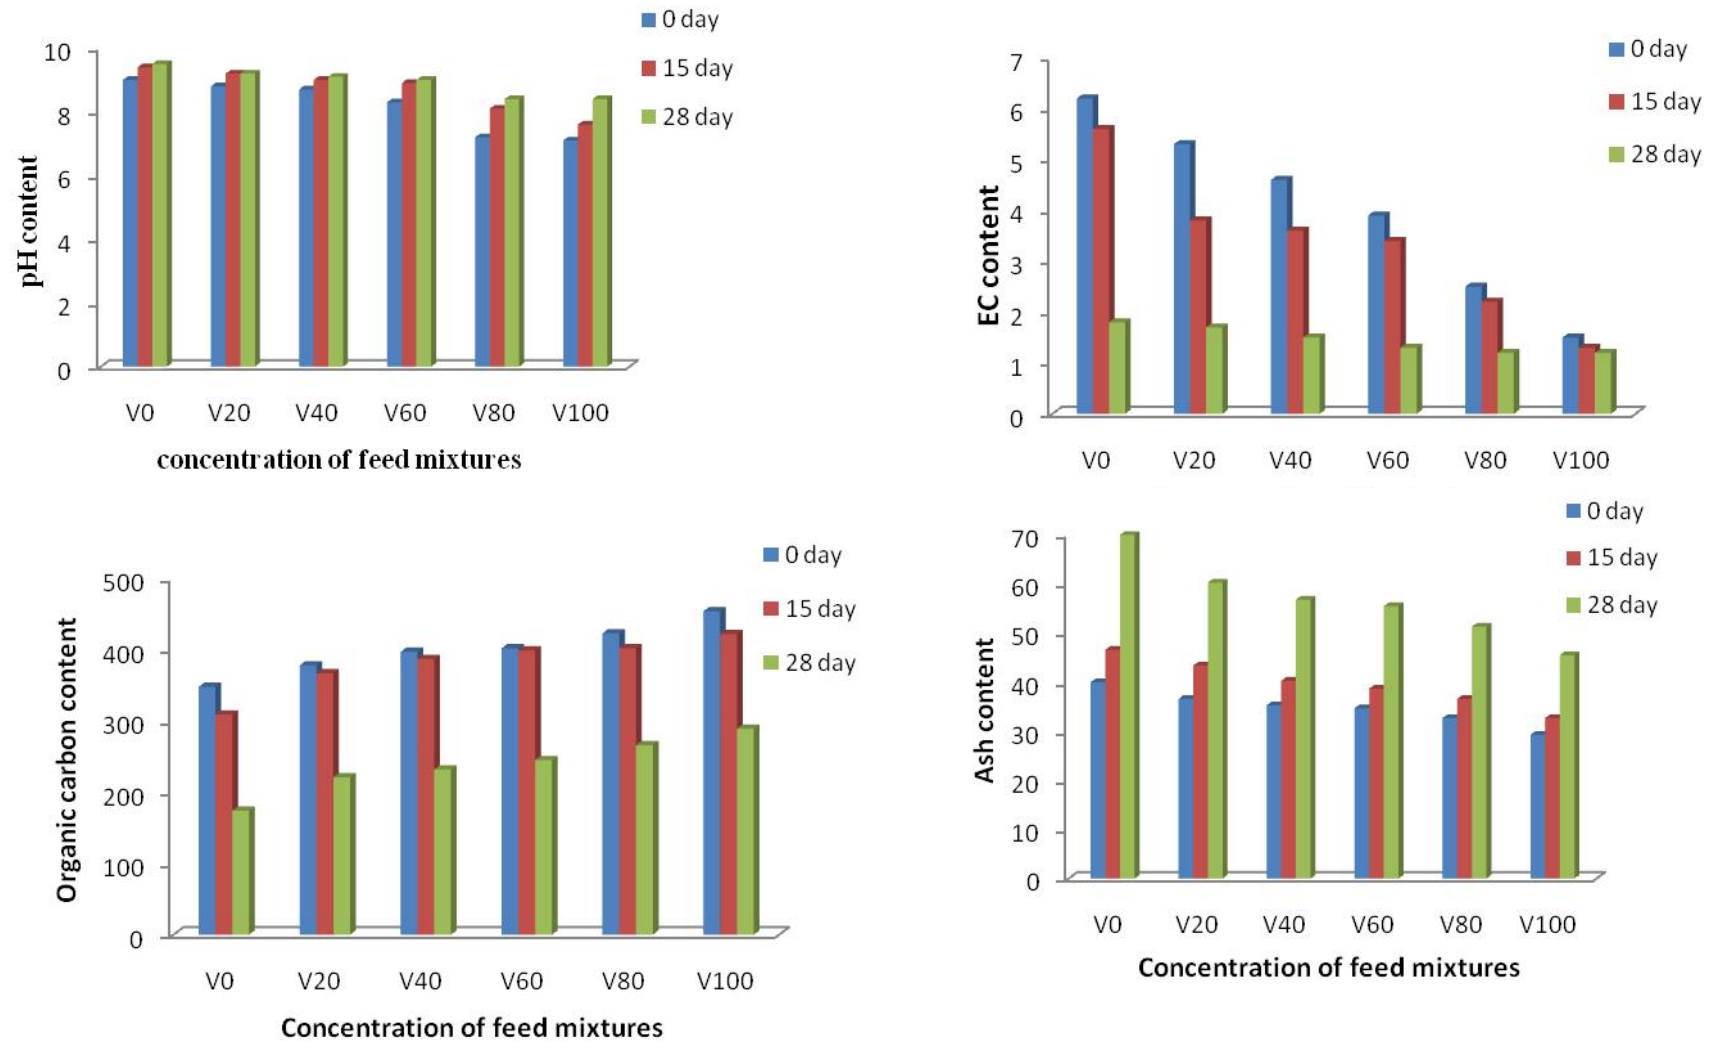 0 day
15 day
28 day
10
8
6
4
2
0
pH content
V0 V20 V40 V60 V80 V100
concentration of feed mixtures
0 day
15 day
28 day
7
6
5
4
3
2
1
0
EC content
V0 V20 V40 V60 V80 V100
0 day
15 day
28 day
500
400
300
200
100
0
Organic carbon content
V0 V20 V40 V60 V80 V100
Concentration of feed mixtures
0 day
15 day
28 day
70
60
50
40
30
20
10
0
Ash content
V0 V20 V40 V60 V80 V100
Concentration of feed mixtures